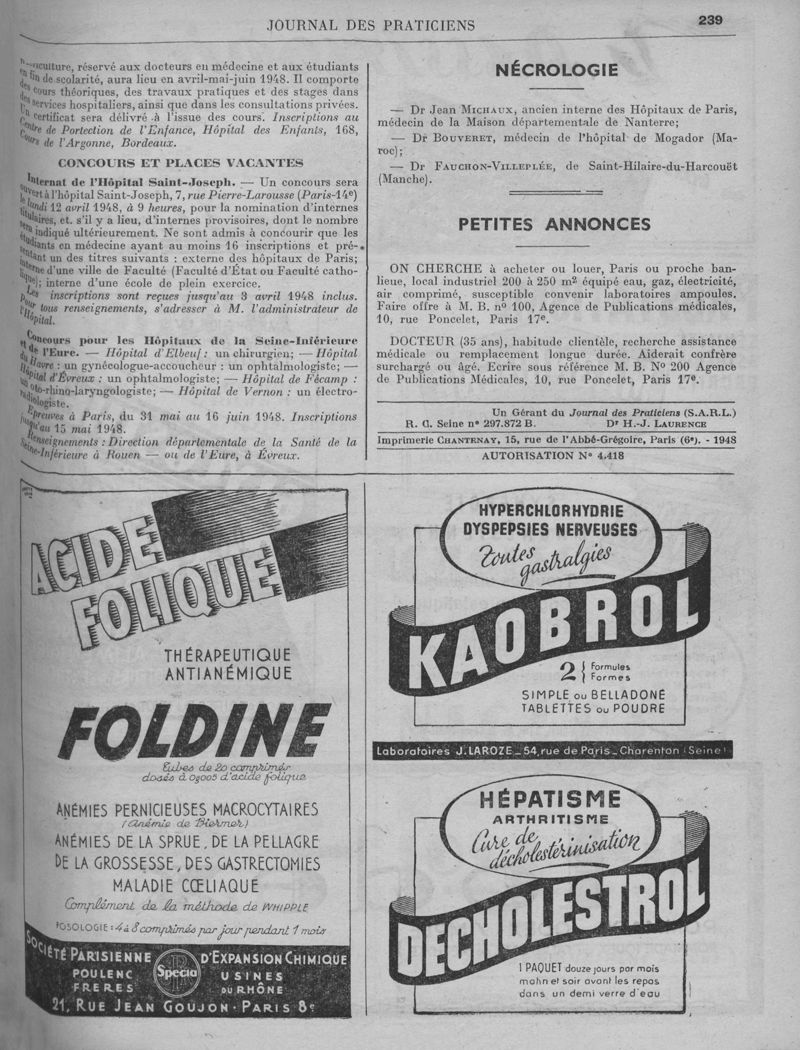 JOURNAL DES PRATICIENS
239
culture, réservé aux docteurs en médecine et aux étudiants
en fin de scolarité, aura lieu en avril-mai-juin 1948. Il comporte
des cours théoriques, des travaux pratiques et des stages dans
des services hospitaliers, ainsi que dans les consultations privées.
Un certificat sera délivré à l'issue des cours. Inscriptions au
Centre de Portection de l'Enfance, Hôpital des Enfants, 168,
Cours de l'Argonne, Bordeaux.
CONCOURS ET PLACES VACANTES
Internat de l'Hôpital Saint-Joseph. — Un concours sera
ouvert à l'hôpital Saint-Joseph, 7, rue Pierre-Larousse (Paris-14e)
le lundi 12 avril 1948, à 9 heures, pour la nomination d'internes
titulaires, et. s'il y a lieu, d'internes provisoires, dont le nombre
sera indiqué ultérieurement. Ne sont admis à concourir que les
étudiants en médecine ayant au moins 16 inscriptions et pré-
sentant un des titres suivants : externe des hôpitaux de Paris;
interne d'une ville de Faculté (Faculté d'État ou Faculté catho-
lique); interne d'une école de plein exercice.
Les inscriptions sont reçues jusqu'au 3 avril 1948 inclus.
Pour tous renseignements, s'adresser à M. l'administrateur de
l'Hôpital.
Concours pour les Hôpitaux de la Seine-Inférieure
et de l'Eure. — Hôpital d'Elbeuf : un chirurgien; — Hôpital
du Havre : un gynécologue-accoucheur : un ophtalmologiste; —
Hôpital d'Évreux : un ophtalmologiste; — Hôpital de Fécamp :
un oto-rhino-laryngologiste; — Hôpital de Vernon : un électro-
radiologiste.
Épreuves à Paris, du 31 mai au 16 juin 1948. Inscriptions
jusqu'au 15 mai 1948.
Renseignements : Direction départementale de la Santé de la
Seine-Inférieure à Rouen — ou de l'Eure, à Évreux.
NÉCROLOGIE
— Dr Jean MICHAUX, ancien interne des Hôpitaux de Paris,
médecin de la Maison départementale de Nanterre;
— Dr BOUVERET, médecin de l'hôpital de Mogador (Ma-
roc);
— Dr FAUCHON-VILLEPLÉE, de Saint-Hilaire-du-Harcouët
(Manche).
PETITES ANNONCES
ON CHERCHE à acheter ou louer, Paris ou proche ban-
lieue, local industriel 200 à 250 m2 équipé eau, gaz, électricité,
air comprimé, susceptible convenir laboratoires ampoules.
Faire offre à M. B. no 100, Agence de Publications médicales,
10, rue Poncelet, Paris 17e.
DOCTEUR (35 ans), habitude clientèle, recherche assistance
médicale ou remplacement longue durée. Aiderait confrère
surchargé ou âgé. Ecrire sous référence M. B. No 200 Agence
de Publications Médicales, 10, rue Poncelet, Paris 17e.
Un Gérant du Journal des Praticiens (S.A.R.L.)
R. C. Seine no 297.872 B. Dr H.-J. LAURENCE
Imprimerie CHANTENAY, 15, rue de l'Abbé-Grégoire, Paris (6e). - 1948
AUTORISATION No 4.418
ACIDE
FOLIQUE
THÉRAPEUTIQUE
ANTIANÉMIQUE
FOLDINE
Tubes de 20 comprimés
dosés à 0g005 d'acide folique
ANÉMIES PERNICIEUSES MACROCYTAIRES
(Anémie de Biermer)
ANÉMIES DE LA SPRUE, DE LA PELLAGRE
DE LA GROSSESSE, DES GASTRECTOMIES
MALADIE CŒLIAQUE
Complément de la méthode de WHIPPLE
POSOLOGIE : 4 à 8 comprimés par jour pendant 1 mois
SOCIÉTÉ PARISIENNE D'EXPANSION CHIMIQUE
POULENC Specia USINES
FRERES DU RHÔNE
21, RUE JEAN GOUJON · PARIS 8e
HYPERCHLORHYDRIE
DYSPEPSIES NERVEUSES
Toutes
gastralgies
KAOBROL
2 Formules
Formes
SIMPLE ou BELLADONÉ
TABLETTES ou POUDRE
Laboratoires J. LAROZE - 54, rue de Paris - Charenton (Seine)
HÉPATISME
ARTHRITISME
Cure de
décholestérinisation
DECHOLESTROL
1 PAQUET douze jours par mois
matin et soir avant les repas
dans un demi verre d'eau